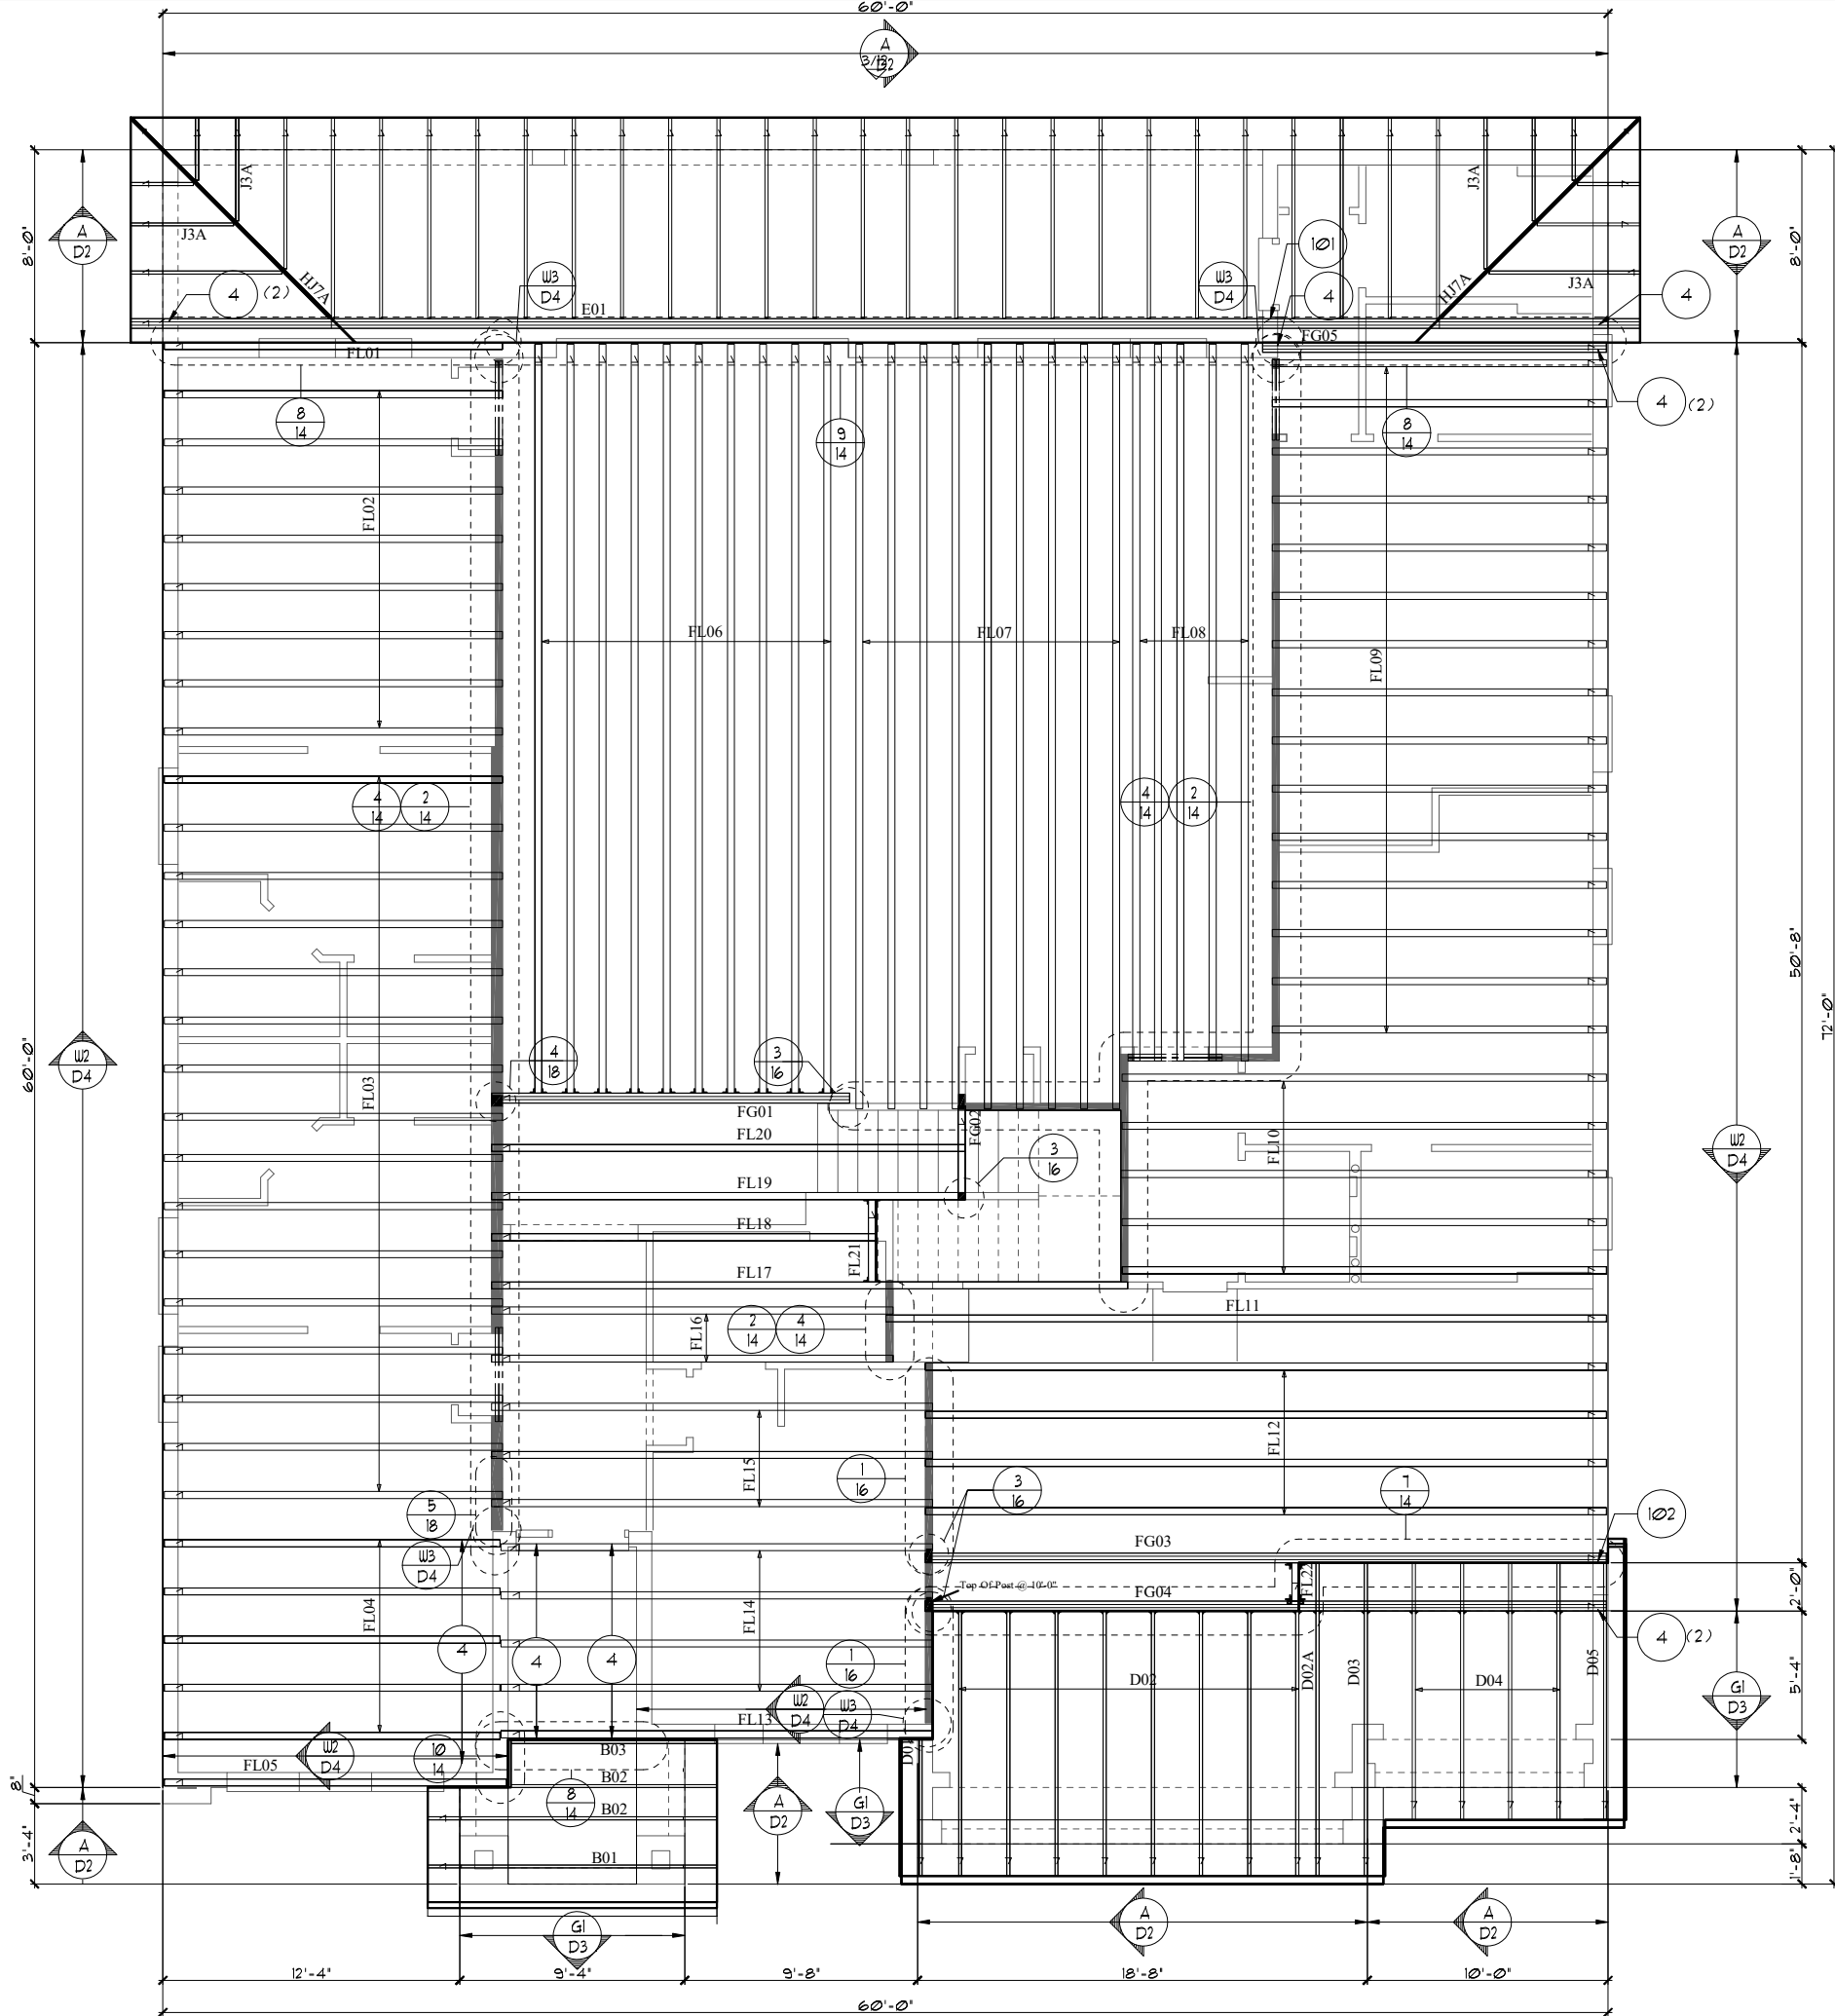 60'-0"
A
3/12
D2
8'-0"
A
D2
J3A
J3A
HJ7A
4 (2)
W3
D4
E01
W3
D4
101
4
J3A
J3A
HJ7A
4
A
D2
8'-0"
FL01
FG05
4 (2)
8
14
9
14
8
14
FL02
FL06
FL07
FL08
FL09
4
14
2
14
4
14
2
14
50'-8"
72'-0"
60'-0"
W2
D4
4
18
3
16
FL03
FG01
FG02
FL20
3
16
FL10
W2
D4
FL19
FL18
FL21
FL17
FL11
FL16
2
14
4
14
FL12
FL15
1
16
3
16
7
14
5
18
102
W3
D4
FG03
Top Of Post @ 10'-0"
FG04
FL22
2'-0"
FL04
FL14
4
4
4
4 (2)
1
16
D02
D02A
D03
D04
D05
5'-4"
G1
D3
W2
D4
W3
D4
FL13
D01
W2
D4
10
14
B03
FL05
B02
8"
8
14
B02
A
D2
G1
D3
2'-4"
3'-4"
A
D2
B01
1'-8"
G1
D3
A
D2
A
D2
12'-4"
9'-4"
9'-8"
18'-8"
10'-0"
60'-0"